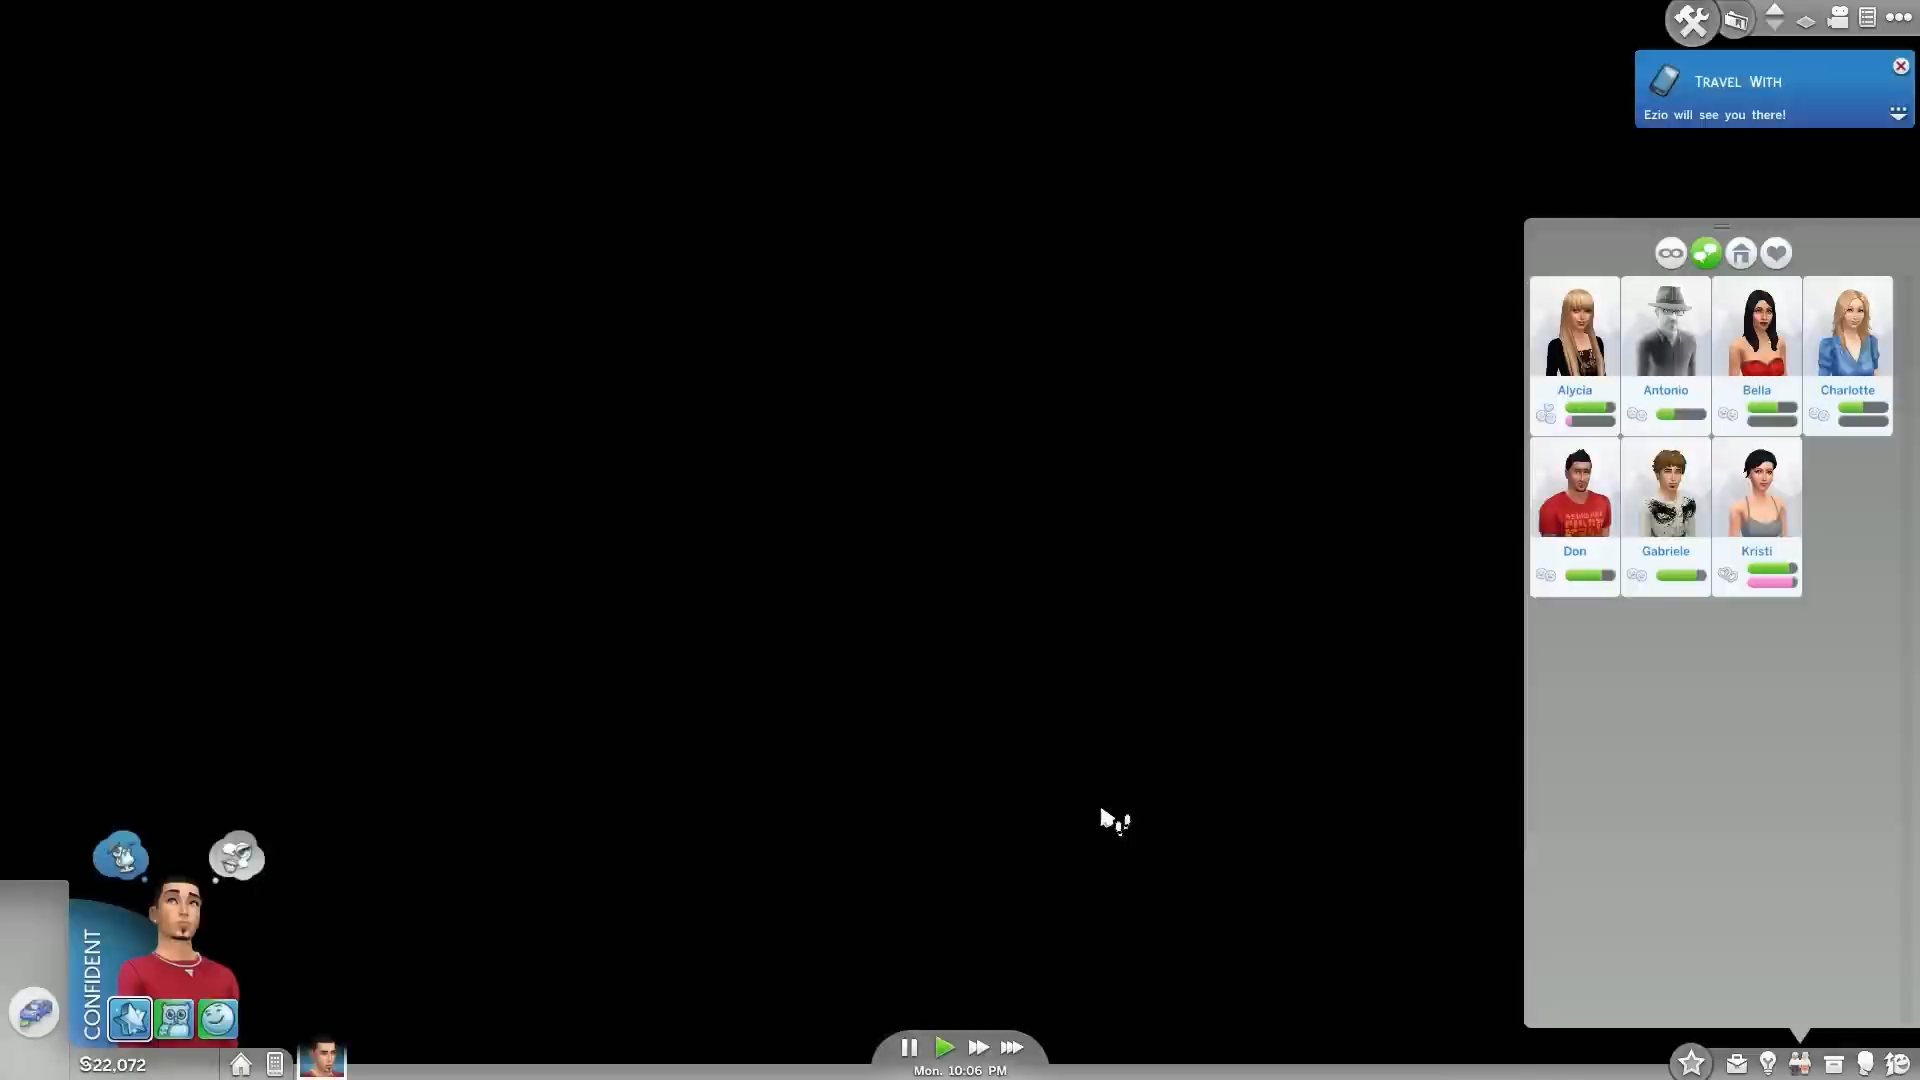 TRAVEL WITH
Ezio will see you there!
Alycia
Antonio
Bella
Charlotte
Don
Gabriele
Kristi
CONFIDENT
§22,072
Mon. 10:06 PM